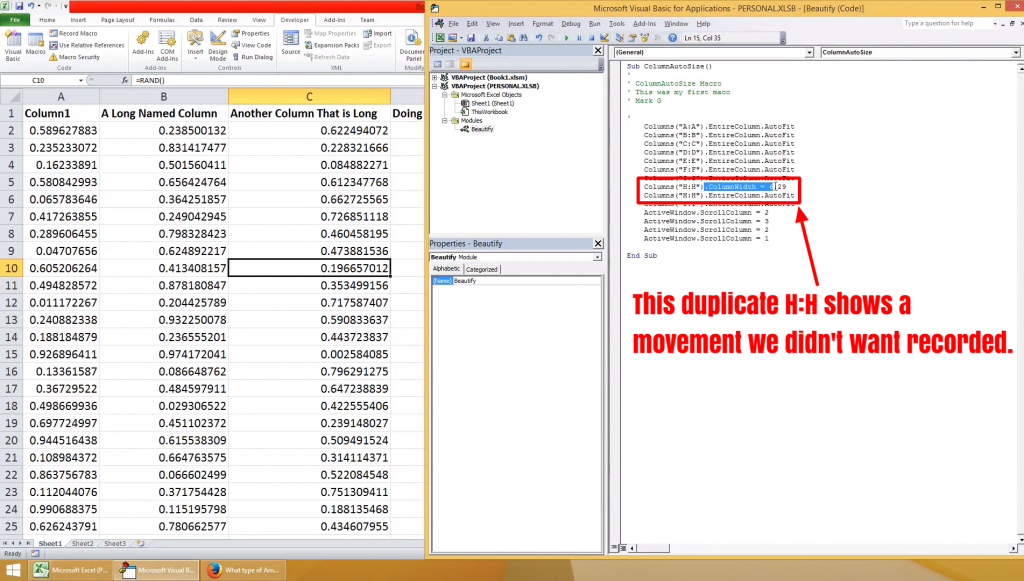 File Home Insert Page Layout Formulas Data Review View Developer Add-Ins Team
Visual Basic
Macros
Record Macro
Use Relative References
Macro Security
Code
Add-Ins
COM Add-Ins
Add-Ins
Insert
Design Mode
Properties
View Code
Run Dialog
Controls
Source
Map Properties
Expansion Packs
Refresh Data
Import
Export
XML
Document Panel
Modify
C10 fx =RAND()
A B C
1 Column1 A Long Named Column Another Column That is Long Doing
2 0.589627883 0.238500132 0.622494072
3 0.235233072 0.831417477 0.228321666
4 0.16233891 0.501560411 0.084882271
5 0.580842993 0.656424764 0.612347768
6 0.065783646 0.364251857 0.662725565
7 0.417263855 0.249042945 0.726851118
8 0.289606455 0.798328423 0.460458195
9 0.04707656 0.624892217 0.473881536
10 0.605206264 0.413408157 0.196657012
11 0.494828572 0.878180847 0.353499156
12 0.011172267 0.204425789 0.717587407
13 0.240882338 0.932250078 0.590833637
14 0.188184879 0.236555201 0.443723837
15 0.926896411 0.974172041 0.002584085
16 0.13361587 0.086648762 0.796291275
17 0.36729522 0.484597911 0.647238839
18 0.498669936 0.029306522 0.422555406
19 0.697724997 0.451102372 0.239148027
20 0.944516438 0.615538309 0.509491524
21 0.108984372 0.664763575 0.314114371
22 0.863756783 0.066602499 0.522084548
23 0.112044076 0.371754428 0.751309411
24 0.990688375 0.115195798 0.188135468
25 0.626243791 0.780662577 0.434607955
Sheet1 Sheet2 Sheet3
Ready
Microsoft Excel (P...
Microsoft Visual B...
What type of Am...
Microsoft Visual Basic for Applications - PERSONAL.XLSB - [Beautify (Code)]
File Edit View Insert Format Debug Run Tools Add-Ins Window Help
Type a question for help
Ln 15, Col 35
Project - VBAProject
VBAProject (Book1.xlsm)
VBAProject (PERSONAL.XLSB)
Microsoft Excel Objects
Sheet1 (Sheet1)
ThisWorkbook
Modules
Beautify
Properties - Beautify
Beautify Module
Alphabetic Categorized
(Name) Beautify
(General) ColumnAutoSize
Sub ColumnAutoSize()
'
' ColumnAutoSize Macro
' This was my first maco
' Mark G
'
Columns("A:A").EntireColumn.AutoFit
Columns("B:B").EntireColumn.AutoFit
Columns("C:C").EntireColumn.AutoFit
Columns("D:D").EntireColumn.AutoFit
Columns("E:E").EntireColumn.AutoFit
Columns("F:F").EntireColumn.AutoFit
Columns("H:H").ColumnWidth = 6.29
Columns("H:H").EntireColumn.AutoFit
ActiveWindow.ScrollColumn = 2
ActiveWindow.ScrollColumn = 3
ActiveWindow.ScrollColumn = 2
ActiveWindow.ScrollColumn = 1
End Sub
This duplicate H:H shows a
movement we didn't want recorded.